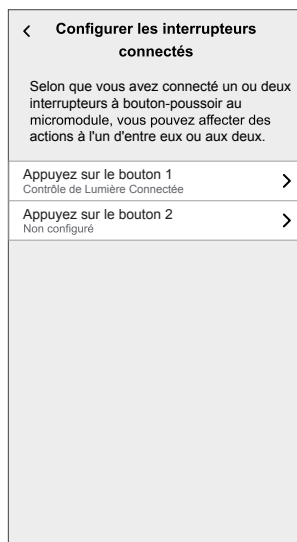 Configurer les interrupteurs
connectés
Selon que vous avez connecté un ou deux
interrupteurs à bouton-poussoir au
micromodule, vous pouvez affecter des
actions à l'un d'entre eux ou aux deux.
Appuyez sur le bouton 1
Contrôle de Lumière Connectée
Appuyez sur le bouton 2
Non configuré